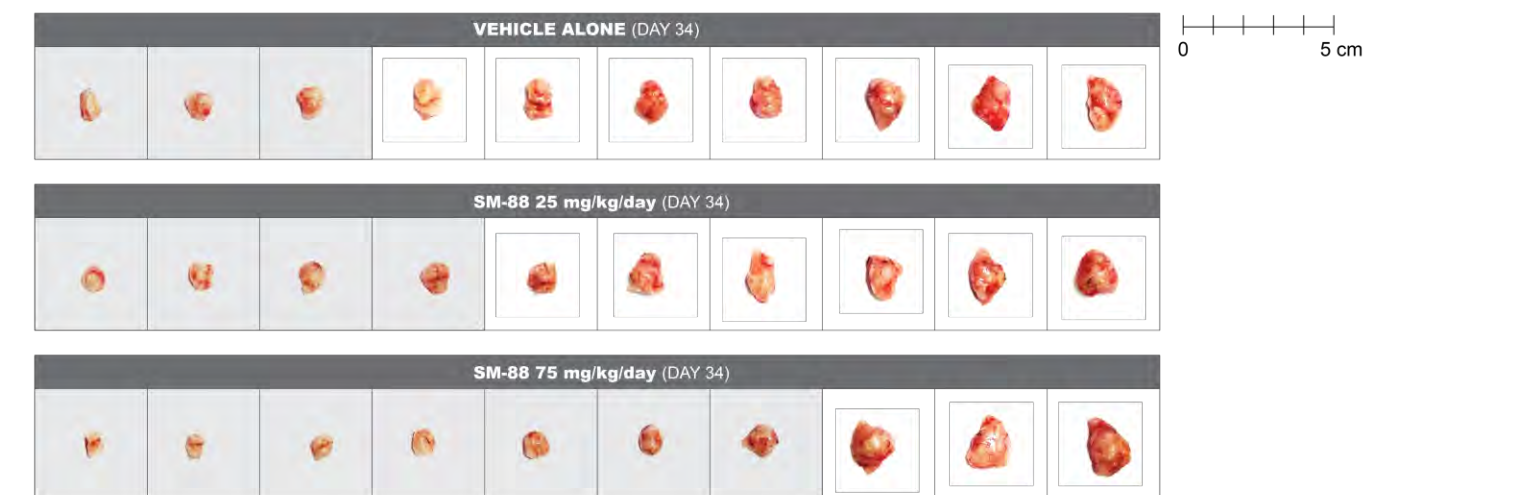 VEHICLE ALONE (DAY 34)
0 5 cm
SM-88 25 mg/kg/day (DAY 34)
SM-88 75 mg/kg/day (DAY 34)